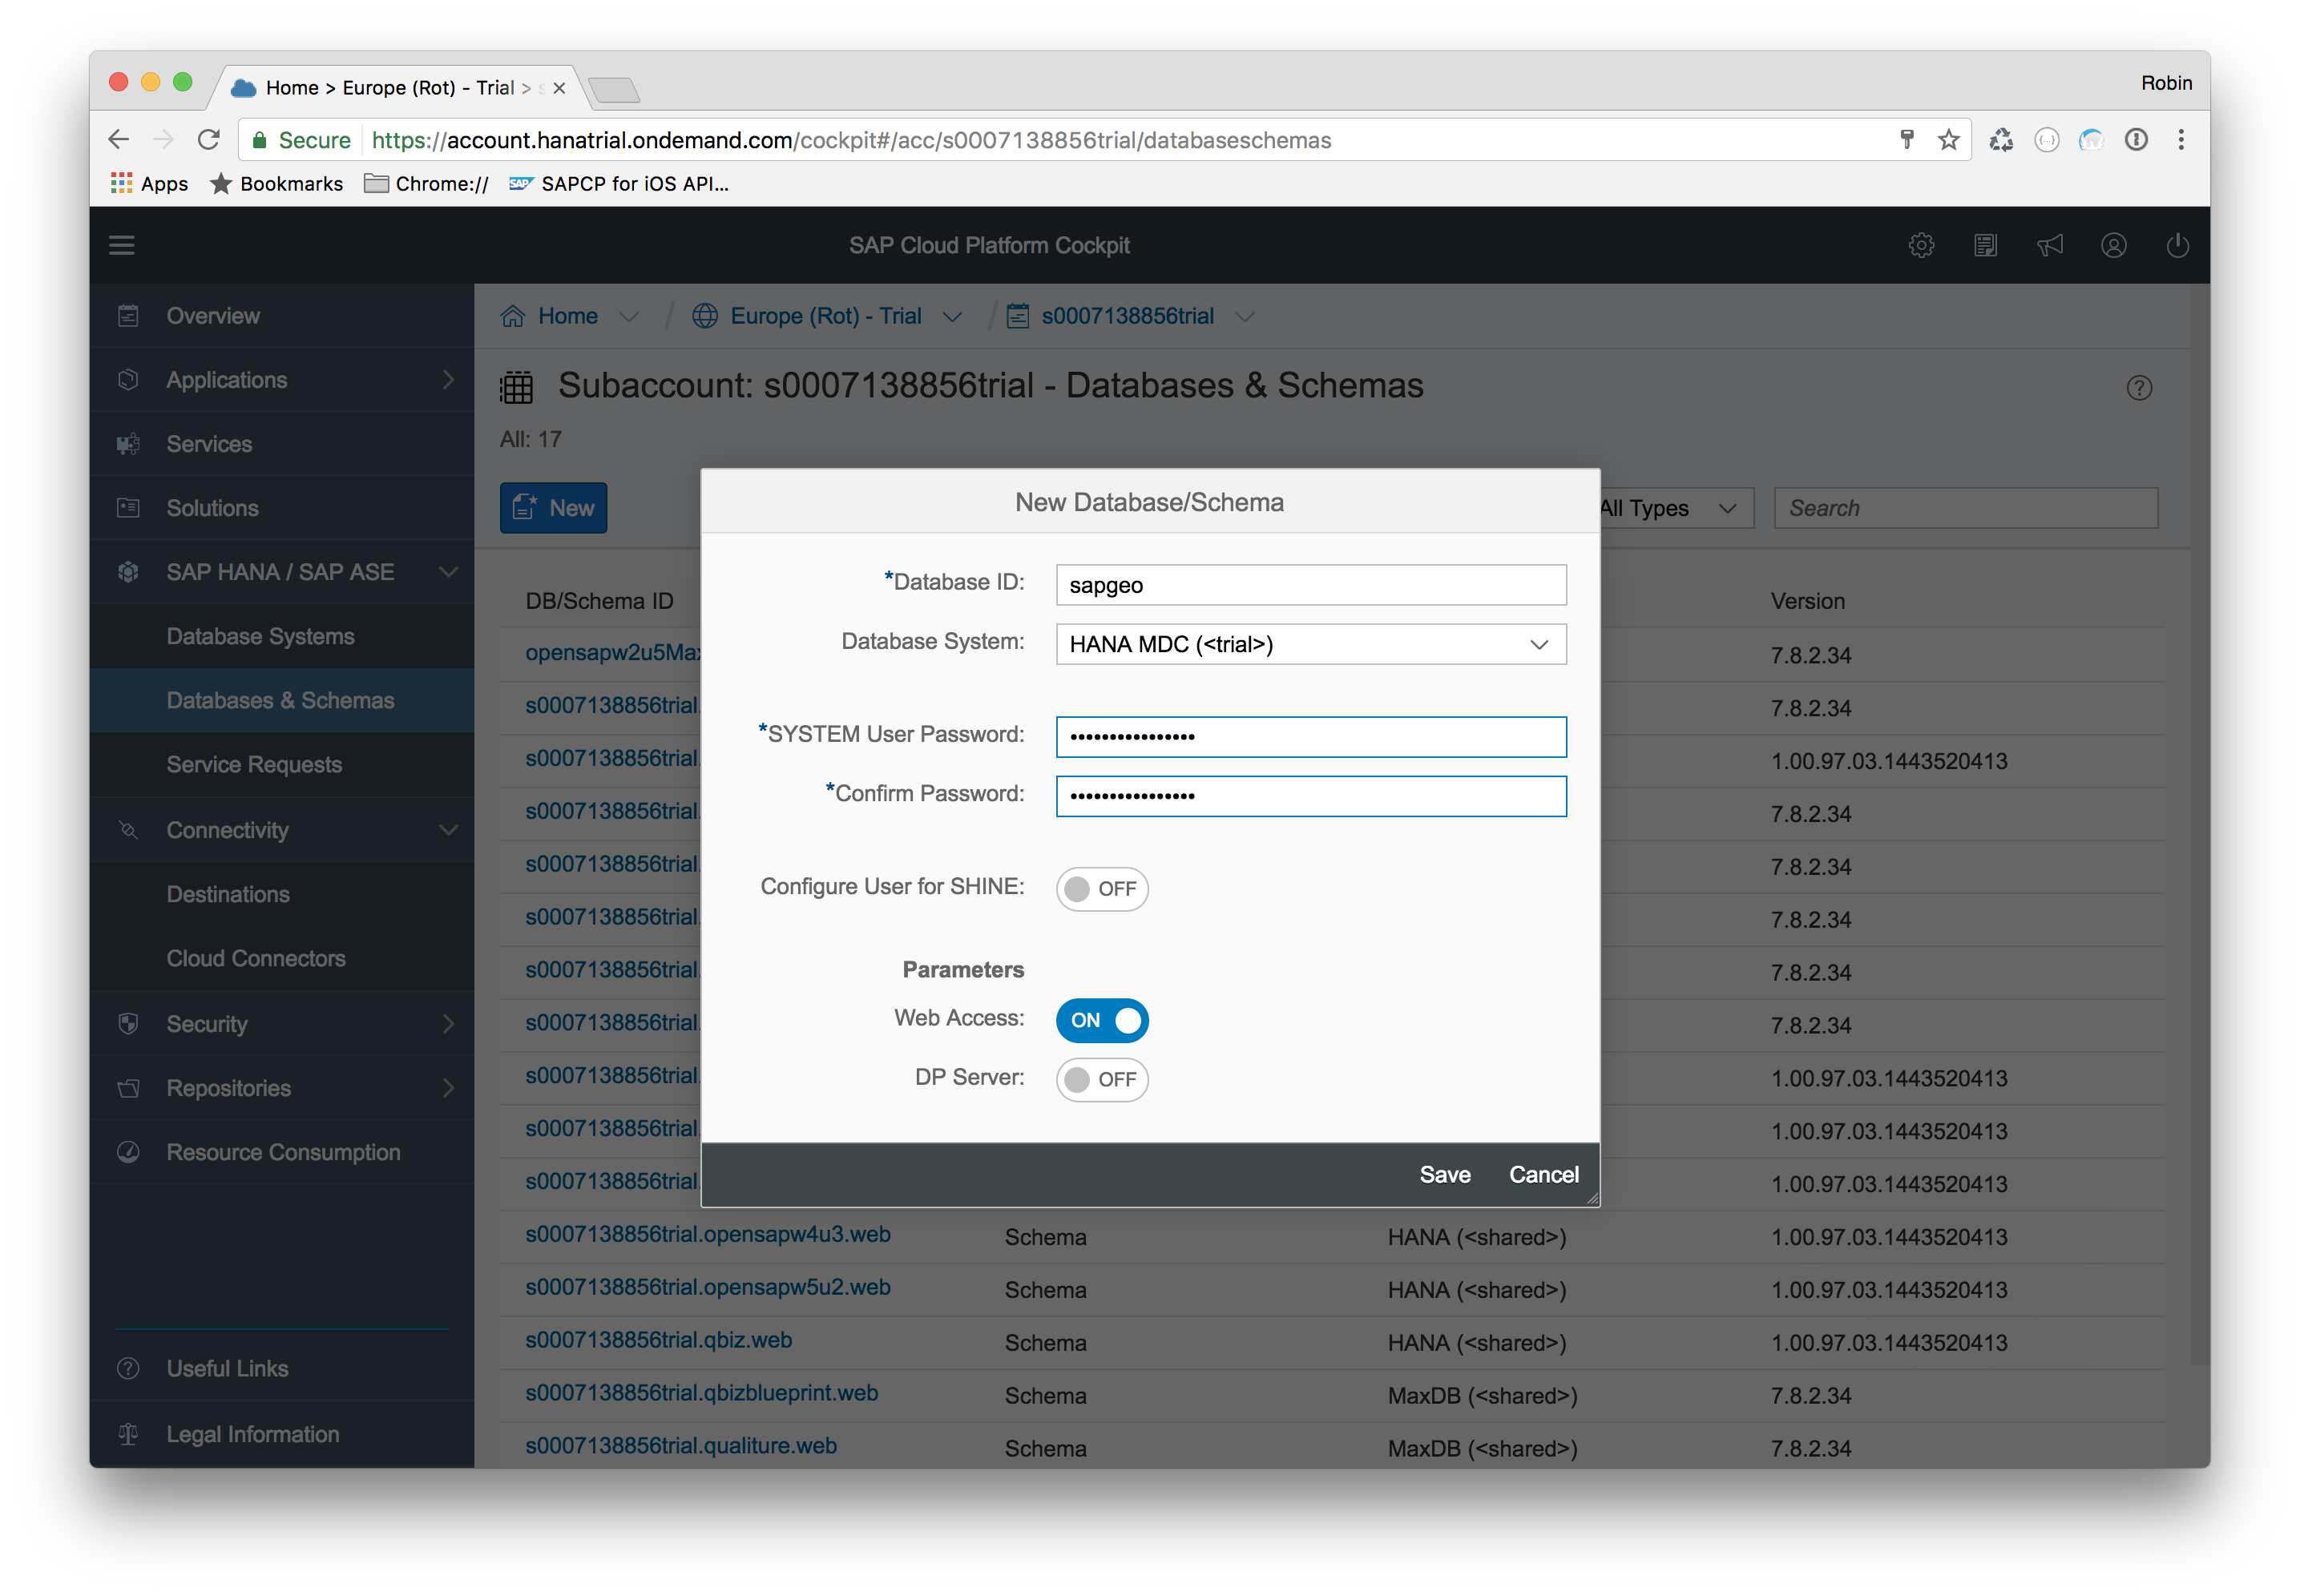 Home > Europe (Rot) - Trial >
Robin
Secure https://account.hanatrial.ondemand.com/cockpit#/acc/s0007138856trial/databaseschemas
Apps Bookmarks Chrome:// SAP SAPCP for iOS API...
SAP Cloud Platform Cockpit
Overview
Applications
Services
Solutions
SAP HANA / SAP ASE
Database Systems
Databases & Schemas
Service Requests
Connectivity
Destinations
Cloud Connectors
Security
Repositories
Resource Consumption
Useful Links
Legal Information
Home / Europe (Rot) - Trial / s0007138856trial
Subaccount: s0007138856trial - Databases & Schemas
All: 17
New All Types Search
DB/Schema ID Version
opensapw2u5Max 7.8.2.34
s0007138856trial. 7.8.2.34
s0007138856trial. 1.00.97.03.1443520413
s0007138856trial. 7.8.2.34
s0007138856trial. 7.8.2.34
s0007138856trial. 7.8.2.34
s0007138856trial. 7.8.2.34
s0007138856trial. 7.8.2.34
s0007138856trial. 1.00.97.03.1443520413
s0007138856trial. 1.00.97.03.1443520413
s0007138856trial. 1.00.97.03.1443520413
s0007138856trial.opensapw4u3.web Schema HANA (<shared>) 1.00.97.03.1443520413
s0007138856trial.opensapw5u2.web Schema HANA (<shared>) 1.00.97.03.1443520413
s0007138856trial.qbiz.web Schema HANA (<shared>) 1.00.97.03.1443520413
s0007138856trial.qbizblueprint.web Schema MaxDB (<shared>) 7.8.2.34
s0007138856trial.qualiture.web Schema MaxDB (<shared>) 7.8.2.34
New Database/Schema
*Database ID: sapgeo
Database System: HANA MDC (<trial>)
*SYSTEM User Password: ••••••••••••••••
*Confirm Password: ••••••••••••••••
Configure User for SHINE: OFF
Parameters
Web Access: ON
DP Server: OFF
Save Cancel